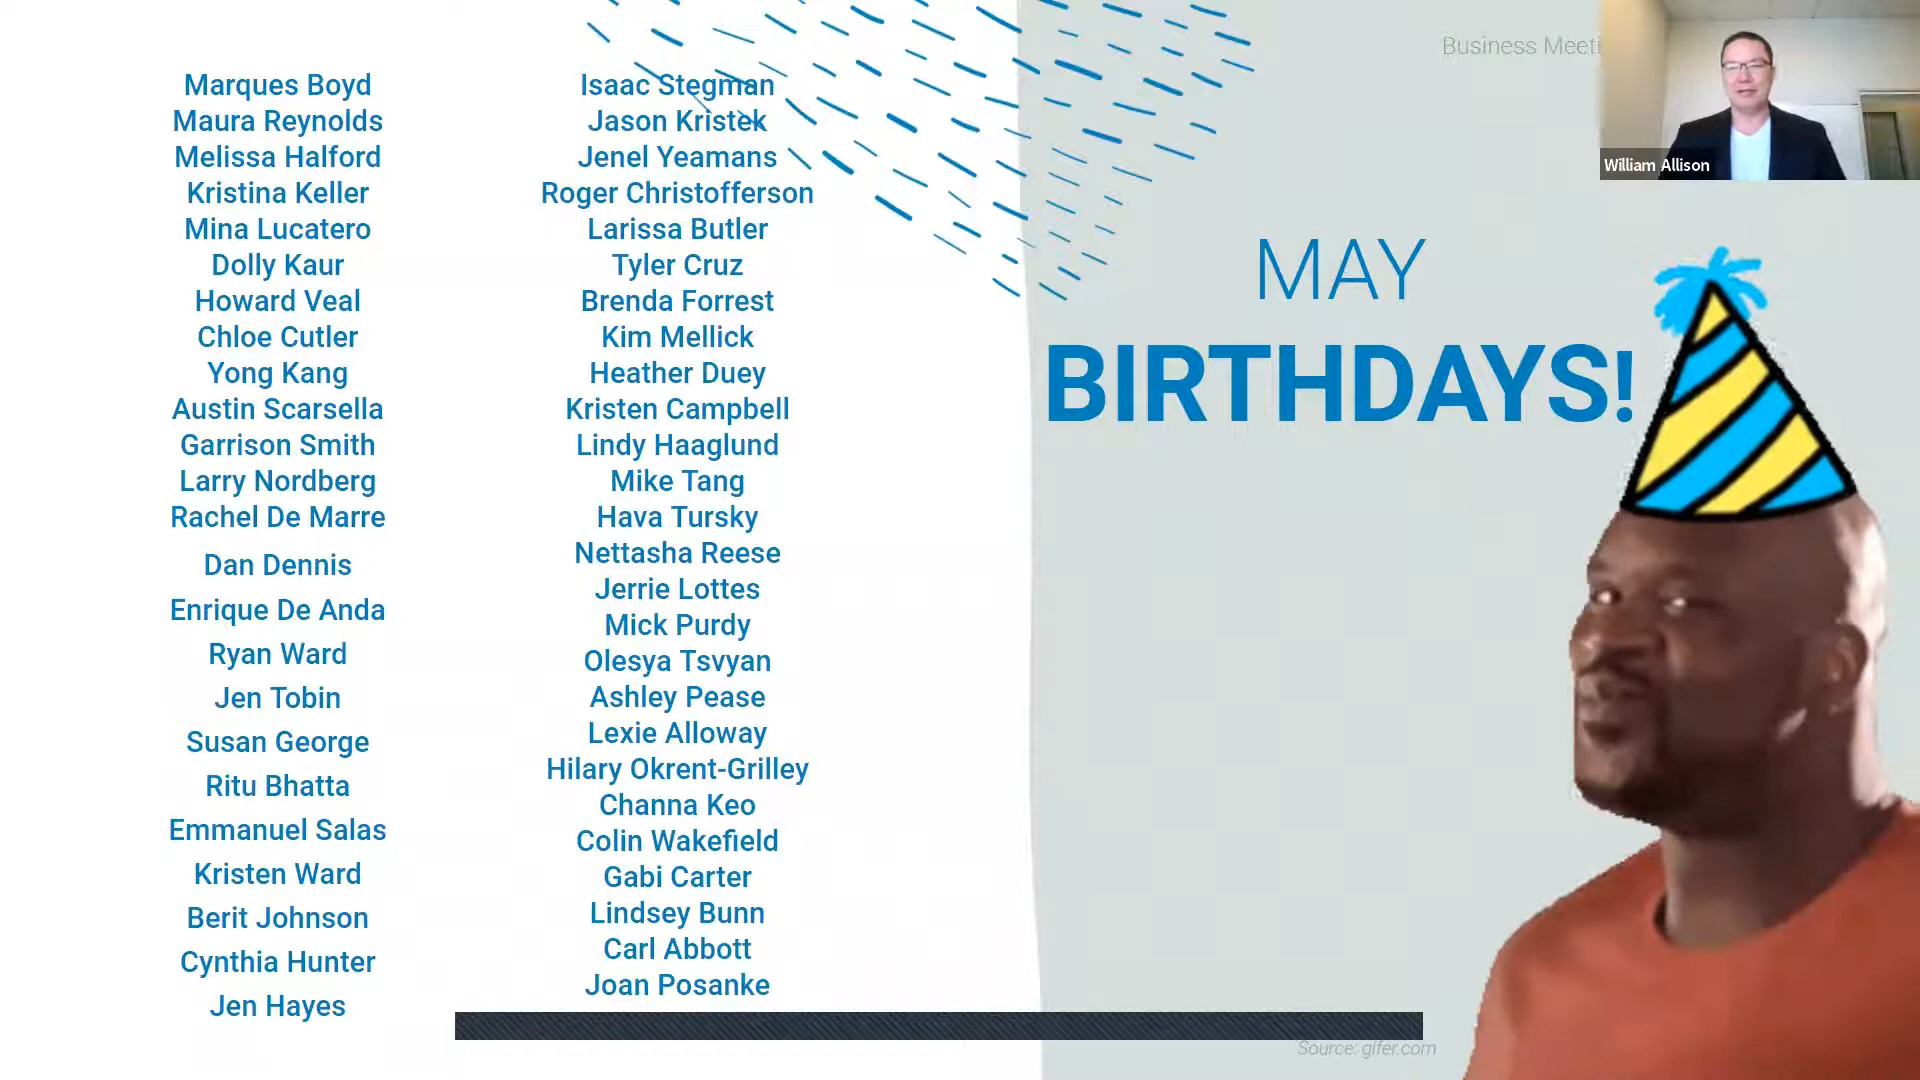 Marques Boyd
Maura Reynolds
Melissa Halford
Kristina Keller
Mina Lucatero
Dolly Kaur
Howard Veal
Chloe Cutler
Yong Kang
Austin Scarsella
Garrison Smith
Larry Nordberg
Rachel De Marre
Dan Dennis
Enrique De Anda
Ryan Ward
Jen Tobin
Susan George
Ritu Bhatta
Emmanuel Salas
Kristen Ward
Berit Johnson
Cynthia Hunter
Jen Hayes
Isaac Stegman
Jason Kristek
Jenel Yeamans
Roger Christofferson
Larissa Butler
Tyler Cruz
Brenda Forrest
Kim Mellick
Heather Duey
Kristen Campbell
Lindy Haaglund
Mike Tang
Hava Tursky
Nettasha Reese
Jerrie Lottes
Mick Purdy
Olesya Tsvyan
Ashley Pease
Lexie Alloway
Hilary Okrent-Grilley
Channa Keo
Colin Wakefield
Gabi Carter
Lindsey Bunn
Carl Abbott
Joan Posanke
Business Meeti
William Allison
MAY
BIRTHDAYS!
Source: gifer.com